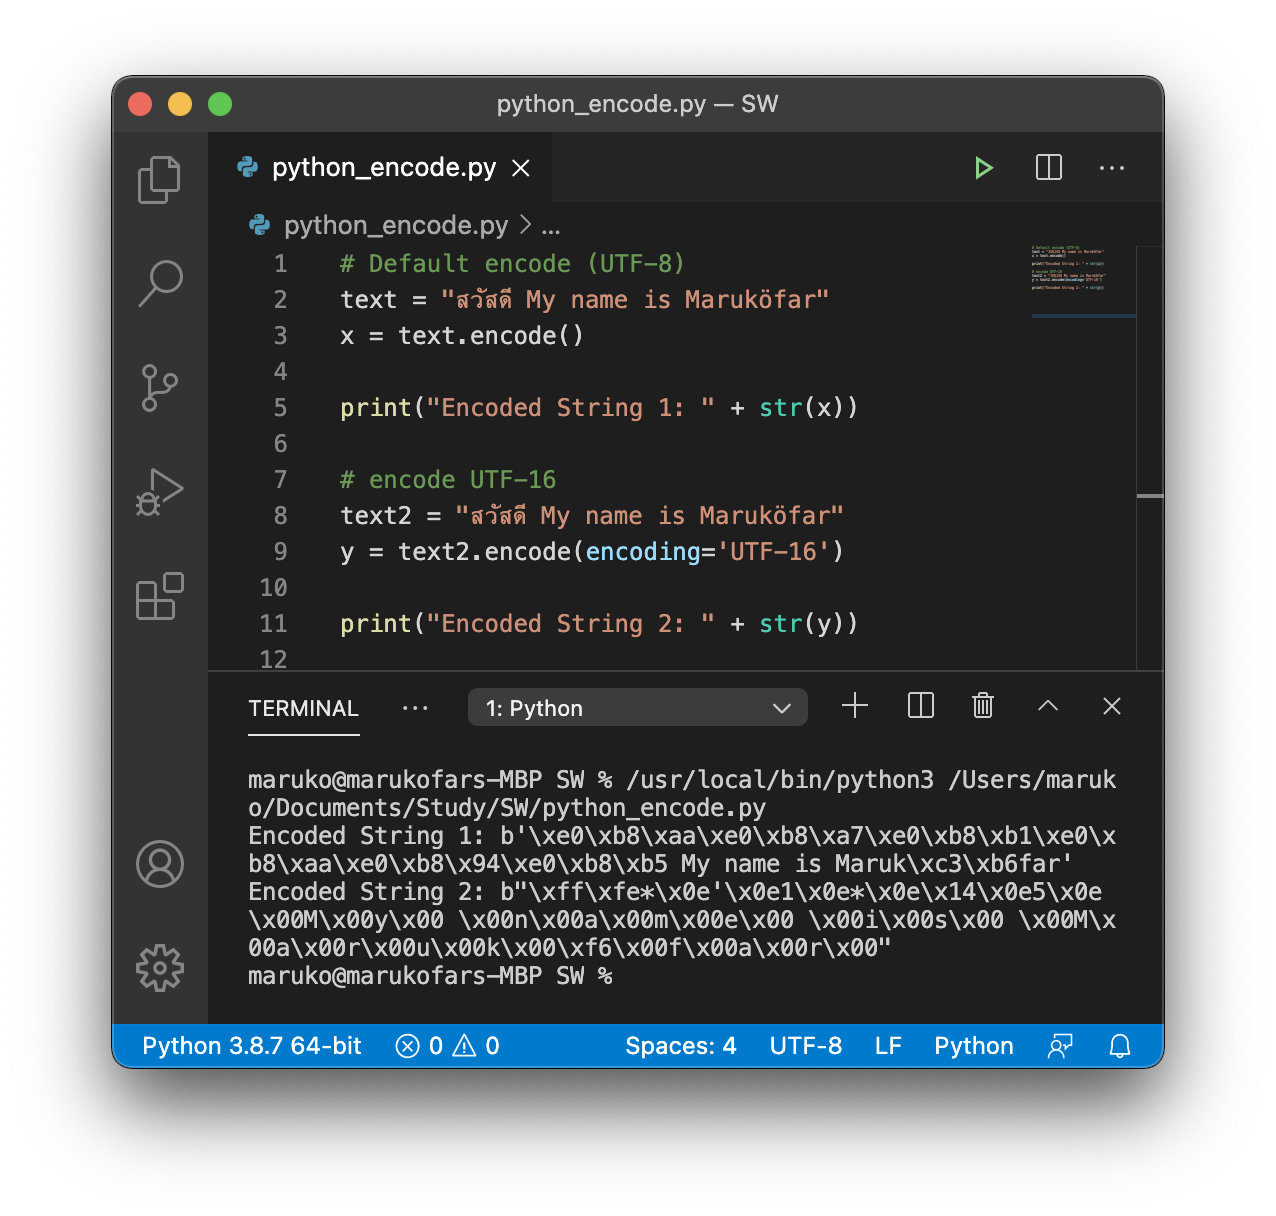 python_encode.py — SW
python_encode.py
python_encode.py > ...
1 # Default encode (UTF-8)
2 text = "สวัสดี My name is Maruköfar"
3 x = text.encode()
4
5 print("Encoded String 1: " + str(x))
6
7 # encode UTF-16
8 text2 = "สวัสดี My name is Maruköfar"
9 y = text2.encode(encoding='UTF-16')
10
11 print("Encoded String 2: " + str(y))
12
TERMINAL ... 1: Python
maruko@marukofars-MBP SW % /usr/local/bin/python3 /Users/maruk
o/Documents/Study/SW/python_encode.py
Encoded String 1: b'\xe0\xb8\xaa\xe0\xb8\xa7\xe0\xb8\xb1\xe0\x
b8\xaa\xe0\xb8\x94\xe0\xb8\xb5 My name is Maruk\xc3\xb6far'
Encoded String 2: b"\xff\xfe*\x0e'\x0e1\x0e*\x0e\x14\x0e5\x0e
\x00M\x00y\x00 \x00n\x00a\x00m\x00e\x00 \x00i\x00s\x00 \x00M\x
00a\x00r\x00u\x00k\x00\xf6\x00f\x00a\x00r\x00"
maruko@marukofars-MBP SW %
Python 3.8.7 64-bit 0 0 Spaces: 4 UTF-8 LF Python